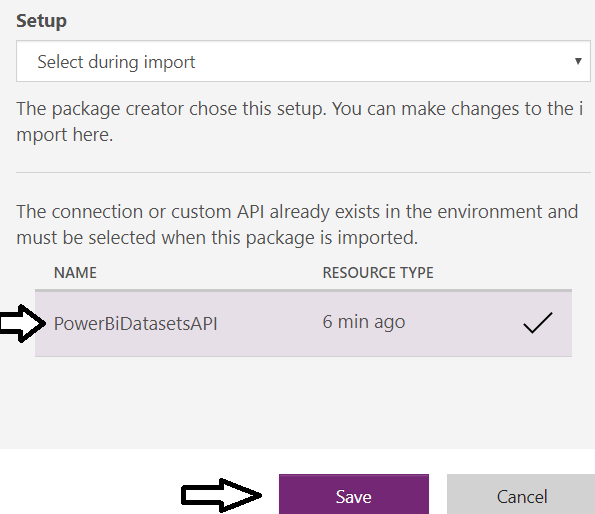 Setup
Select during import
The package creator chose this setup. You can make changes to the i
mport here.
The connection or custom API already exists in the environment and
must be selected when this package is imported.
NAME RESOURCE TYPE
PowerBiDatasetsAPI 6 min ago
Save Cancel